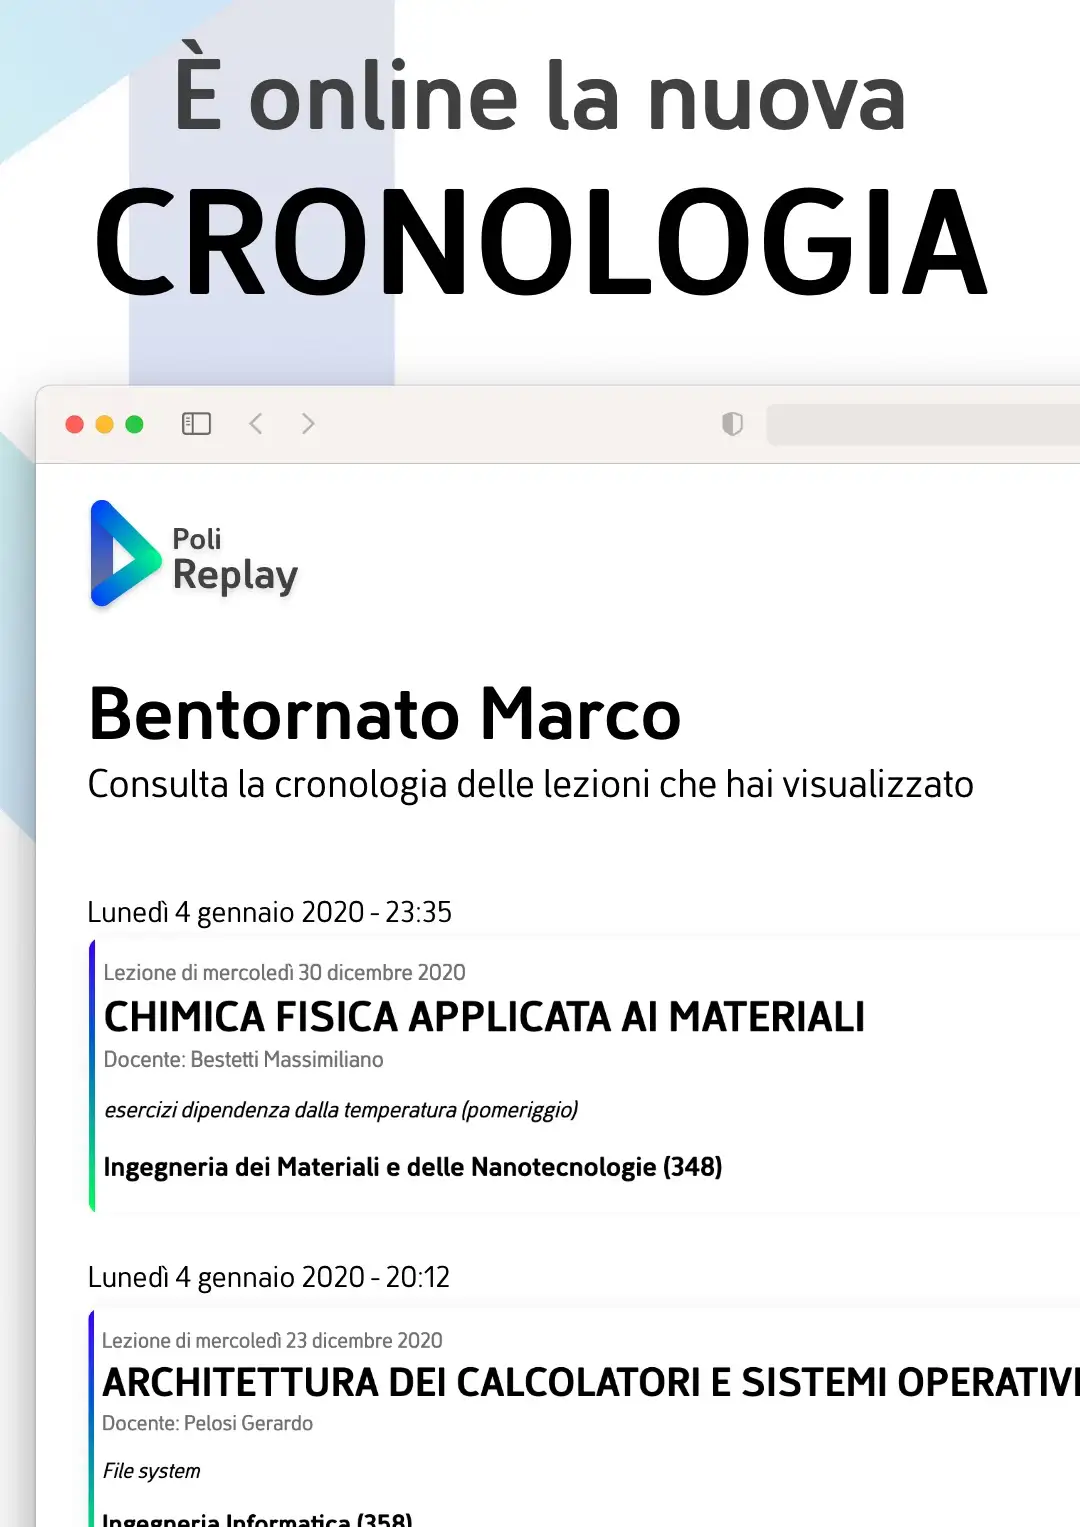 È online la nuova
CRONOLOGIA
Poli
Replay
Bentornato Marco
Consulta la cronologia delle lezioni che hai visualizzato
Lunedì 4 gennaio 2020 - 23:35
Lezione di mercoledì 30 dicembre 2020
CHIMICA FISICA APPLICATA AI MATERIALI
Docente: Bestetti Massimiliano
esercizi dipendenza dalla temperatura (pomeriggio)
Ingegneria dei Materiali e delle Nanotecnologie (348)
Lunedì 4 gennaio 2020 - 20:12
Lezione di mercoledì 23 dicembre 2020
ARCHITETTURA DEI CALCOLATORI E SISTEMI OPERATIVI
Docente: Pelosi Gerardo
File system
Ingegneria Informatica (358)